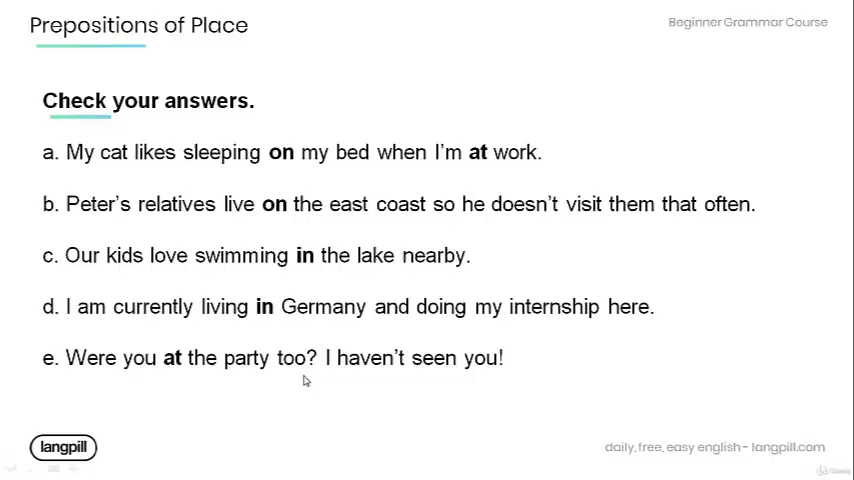 Prepositions of Place
Beginner Grammar Course
Check your answers.
a. My cat likes sleeping on my bed when I'm at work.
b. Peter's relatives live on the east coast so he doesn't visit them that often.
c. Our kids love swimming in the lake nearby.
d. I am currently living in Germany and doing my internship here.
e. Were you at the party too? I haven't seen you!
langpill
daily, free, easy english - langpill.com